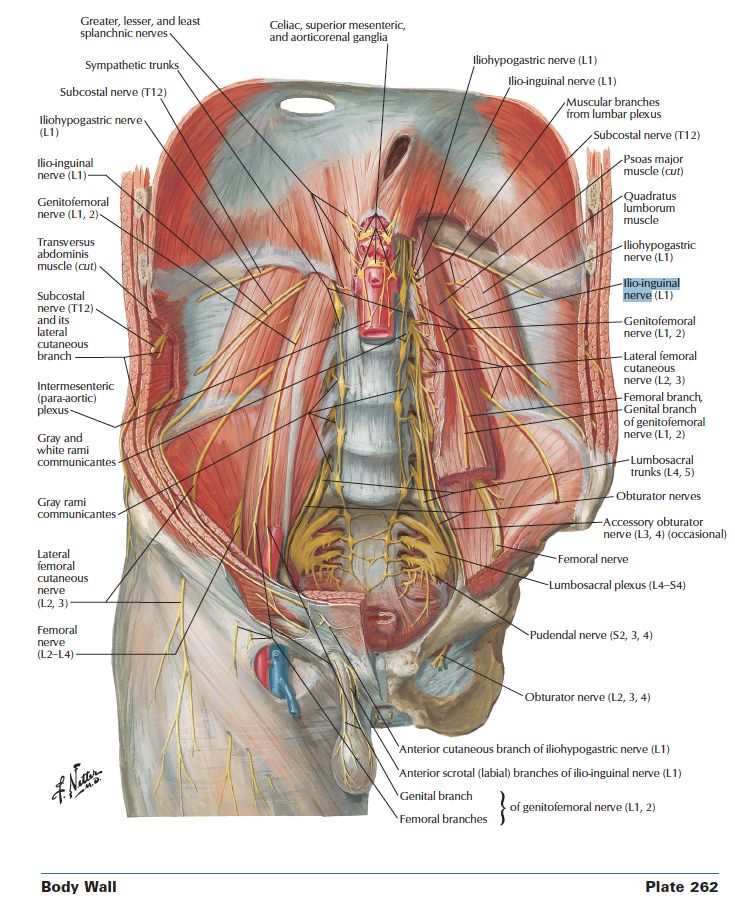 Greater, lesser, and least
splanchnic nerves
Celiac, superior mesenteric,
and aorticorenal ganglia
Sympathetic trunks
Subcostal nerve (T12)
Iliohypogastric nerve
(L1)
Ilio-inguinal
nerve (L1)
Genitofemoral
nerve (L1, 2)
Transversus
abdominis
muscle (cut)
Subcostal
nerve (T12)
and its
lateral
cutaneous
branch
Intermesenteric
(para-aortic)
plexus
Gray and
white rami
communicantes
Gray rami
communicantes
Lateral
femoral
cutaneous
nerve
(L2, 3)
Femoral
nerve
(L2–L4)
Iliohypogastric nerve (L1)
Ilio-inguinal nerve (L1)
Muscular branches
from lumbar plexus
Subcostal nerve (T12)
Psoas major
muscle (cut)
Quadratus
lumborum
muscle
Iliohypogastric
nerve (L1)
Ilio-inguinal
nerve (L1)
Genitofemoral
nerve (L1, 2)
Lateral femoral
cutaneous
nerve (L2, 3)
Femoral branch,
Genital branch
of genitofemoral
nerve (L1, 2)
Lumbosacral
trunks (L4, 5)
Obturator nerves
Accessory obturator
nerve (L3, 4) (occasional)
Femoral nerve
Lumbosacral plexus (L4–S4)
Pudendal nerve (S2, 3, 4)
Obturator nerve (L2, 3, 4)
Anterior cutaneous branch of iliohypogastric nerve (L1)
Anterior scrotal (labial) branches of ilio-inguinal nerve (L1)
Genital branch
Femoral branches
of genitofemoral nerve (L1, 2)
F. Netter
M.D.
Body Wall
Plate 262